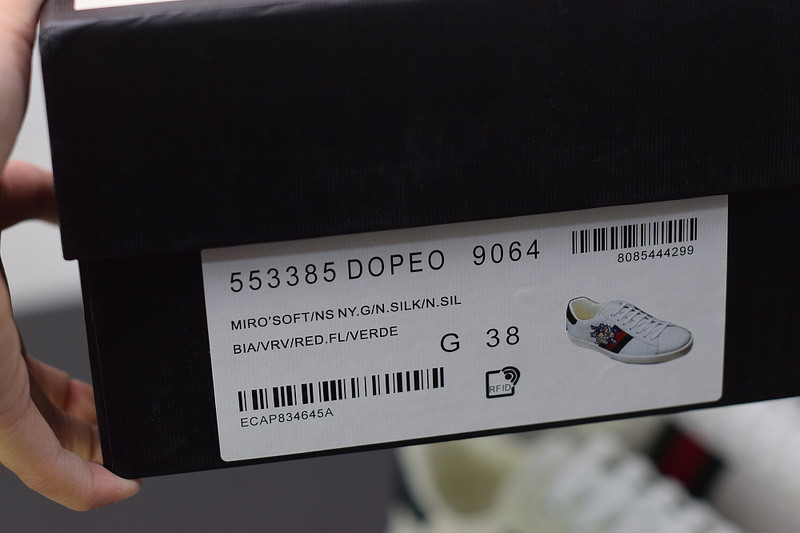 553385 DOPEO 9064
8085444299
MIRO'SOFT/NS NY.G/N.SILK/N.SIL
BIA/VRV/RED.FL/VERDE
G 38
RFID
ECAP834645A